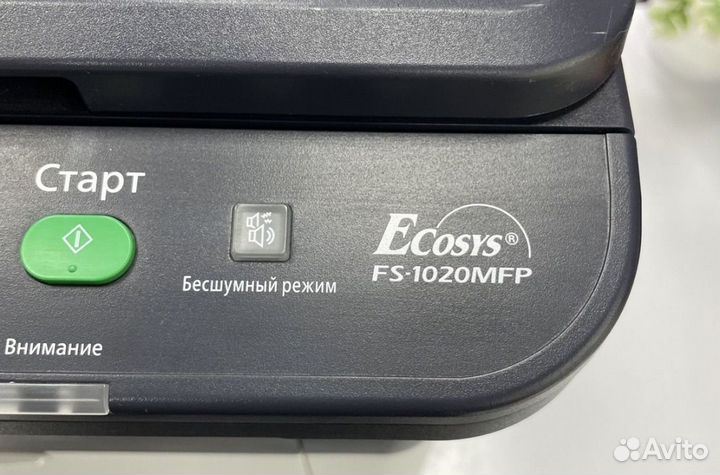 Старт
Бесшумный режим
ECOSYS®
FS-1020MFP
Внимание
Avito